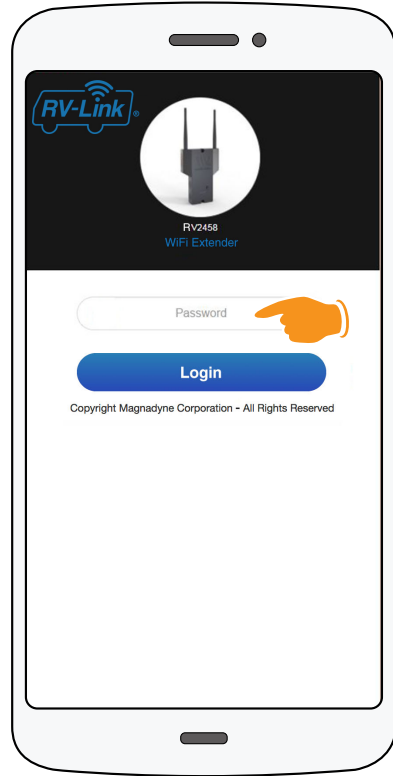 RV-Link®
RV2458
WiFi Extender
Password
Login
Copyright Magnadyne Corporation - All Rights Reserved